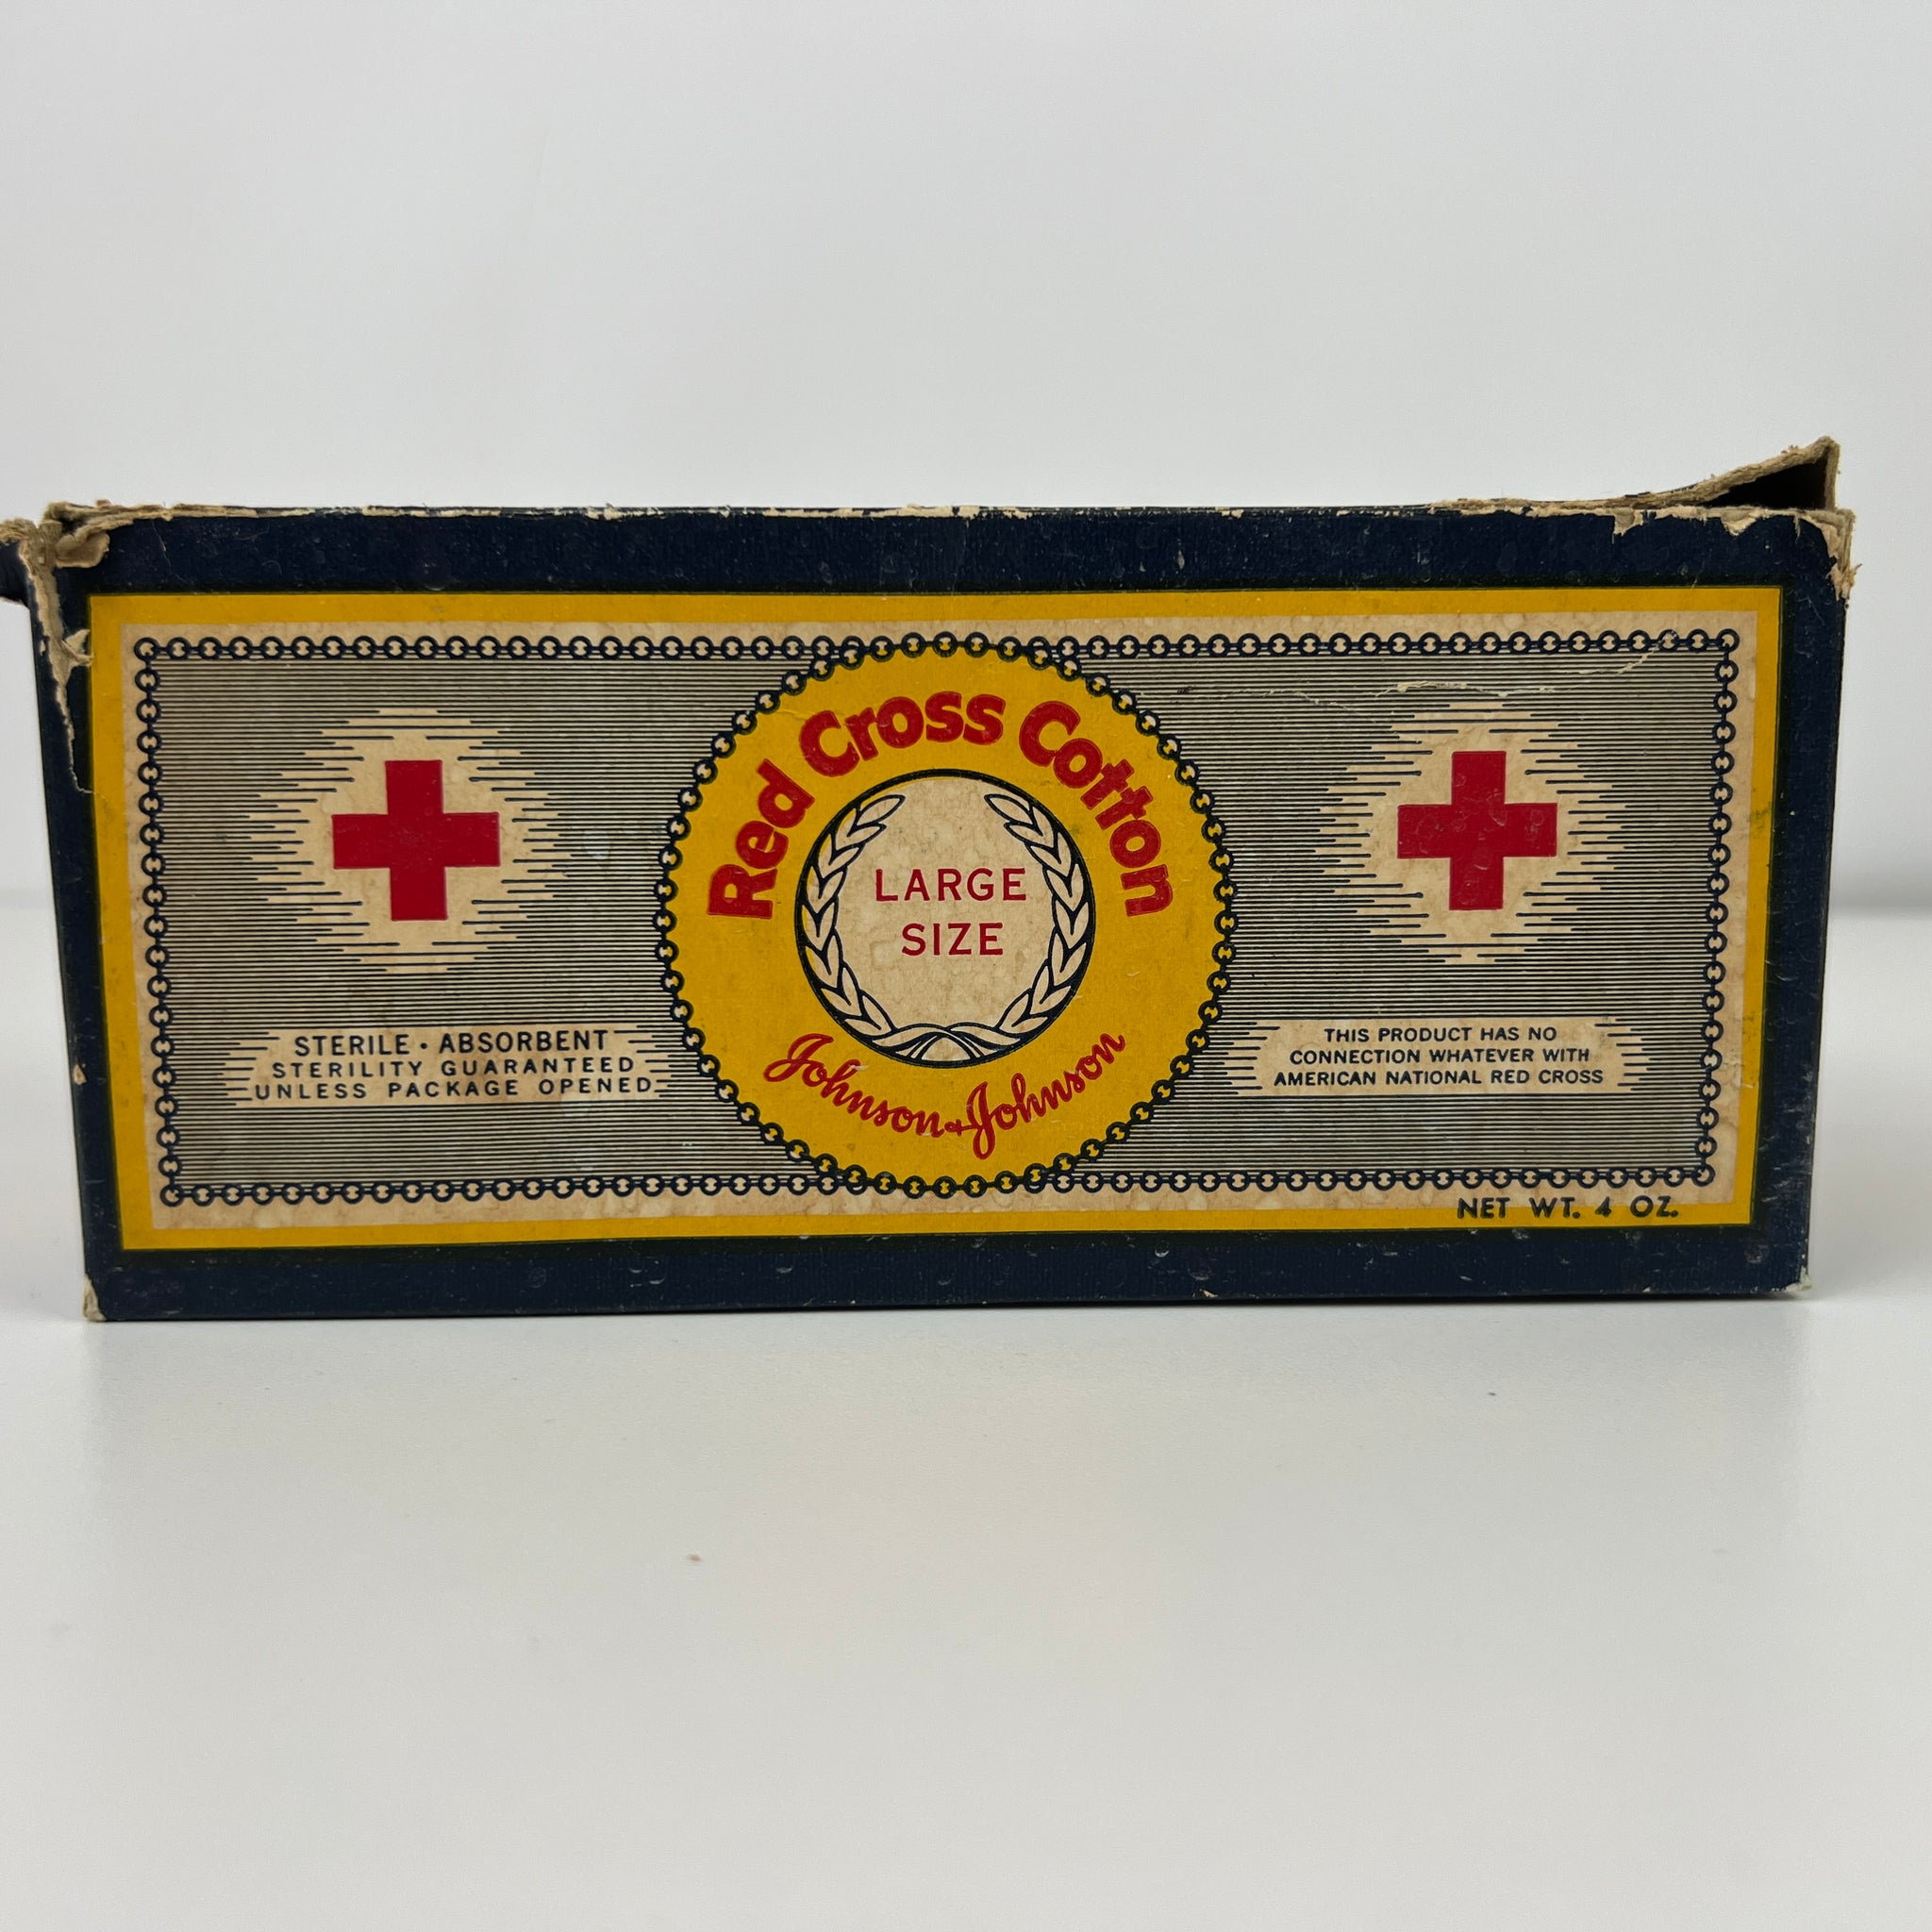 Red Cross Cotton
LARGE
SIZE
Johnson & Johnson
STERILE • ABSORBENT
STERILITY GUARANTEED
UNLESS PACKAGE OPENED
THIS PRODUCT HAS NO
CONNECTION WHATEVER WITH
AMERICAN NATIONAL RED CROSS
NET WT. 4 OZ.